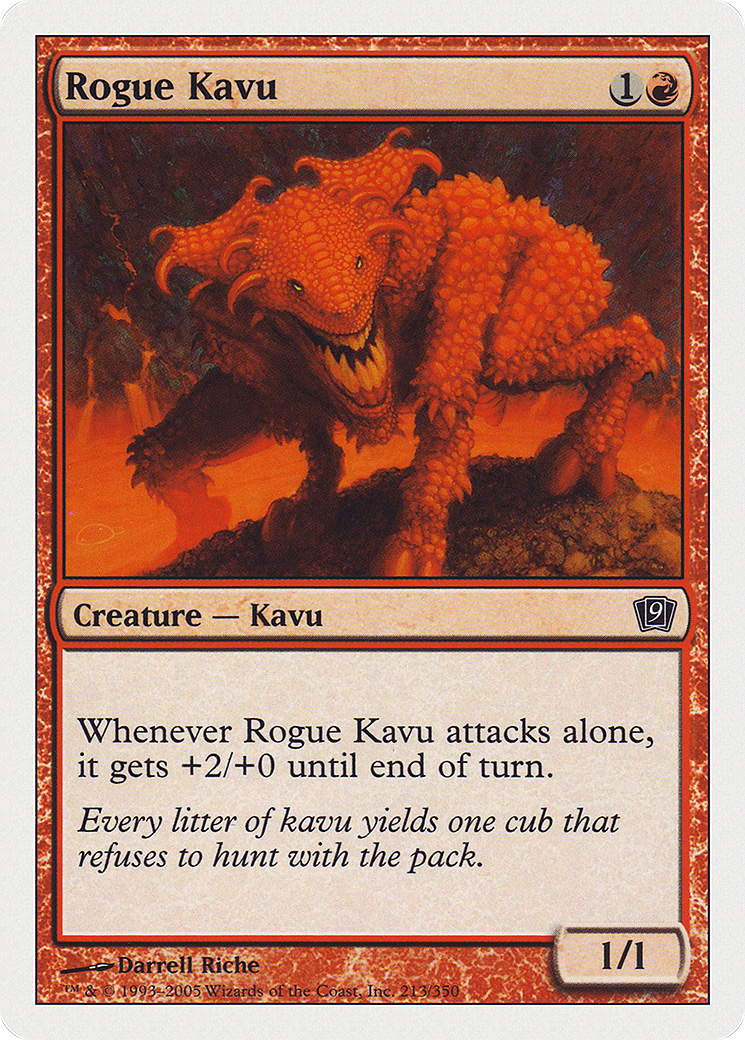 Rogue Kavu
1
Creature — Kavu
9
Whenever Rogue Kavu attacks alone,
it gets +2/+0 until end of turn.
Every litter of kavu yields one cub that
refuses to hunt with the pack.
1/1
Darrell Riche
™ & © 1993–2005 Wizards of the Coast, Inc. 213/350